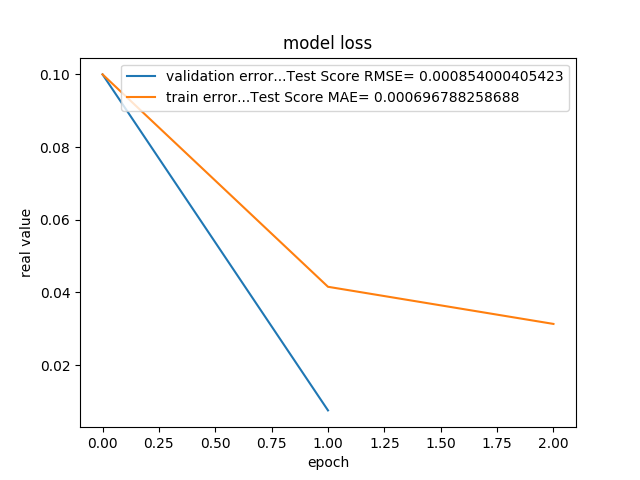 model loss
validation error...Test Score RMSE= 0.000854000405423
train error...Test Score MAE= 0.000696788258688
real value
0.10
0.08
0.06
0.04
0.02
0.00 0.25 0.50 0.75 1.00 1.25 1.50 1.75 2.00
epoch